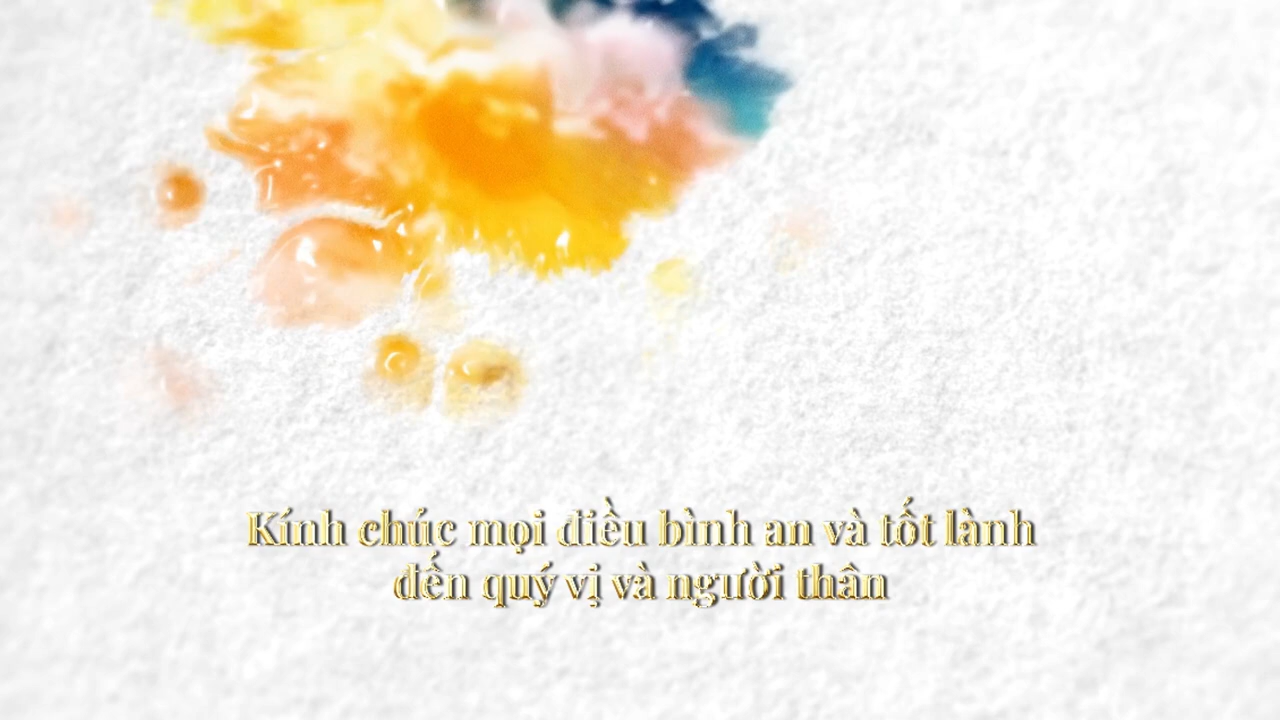 Kính chúc mọi điều bình an và tốt lành
đến quý vị và người thân